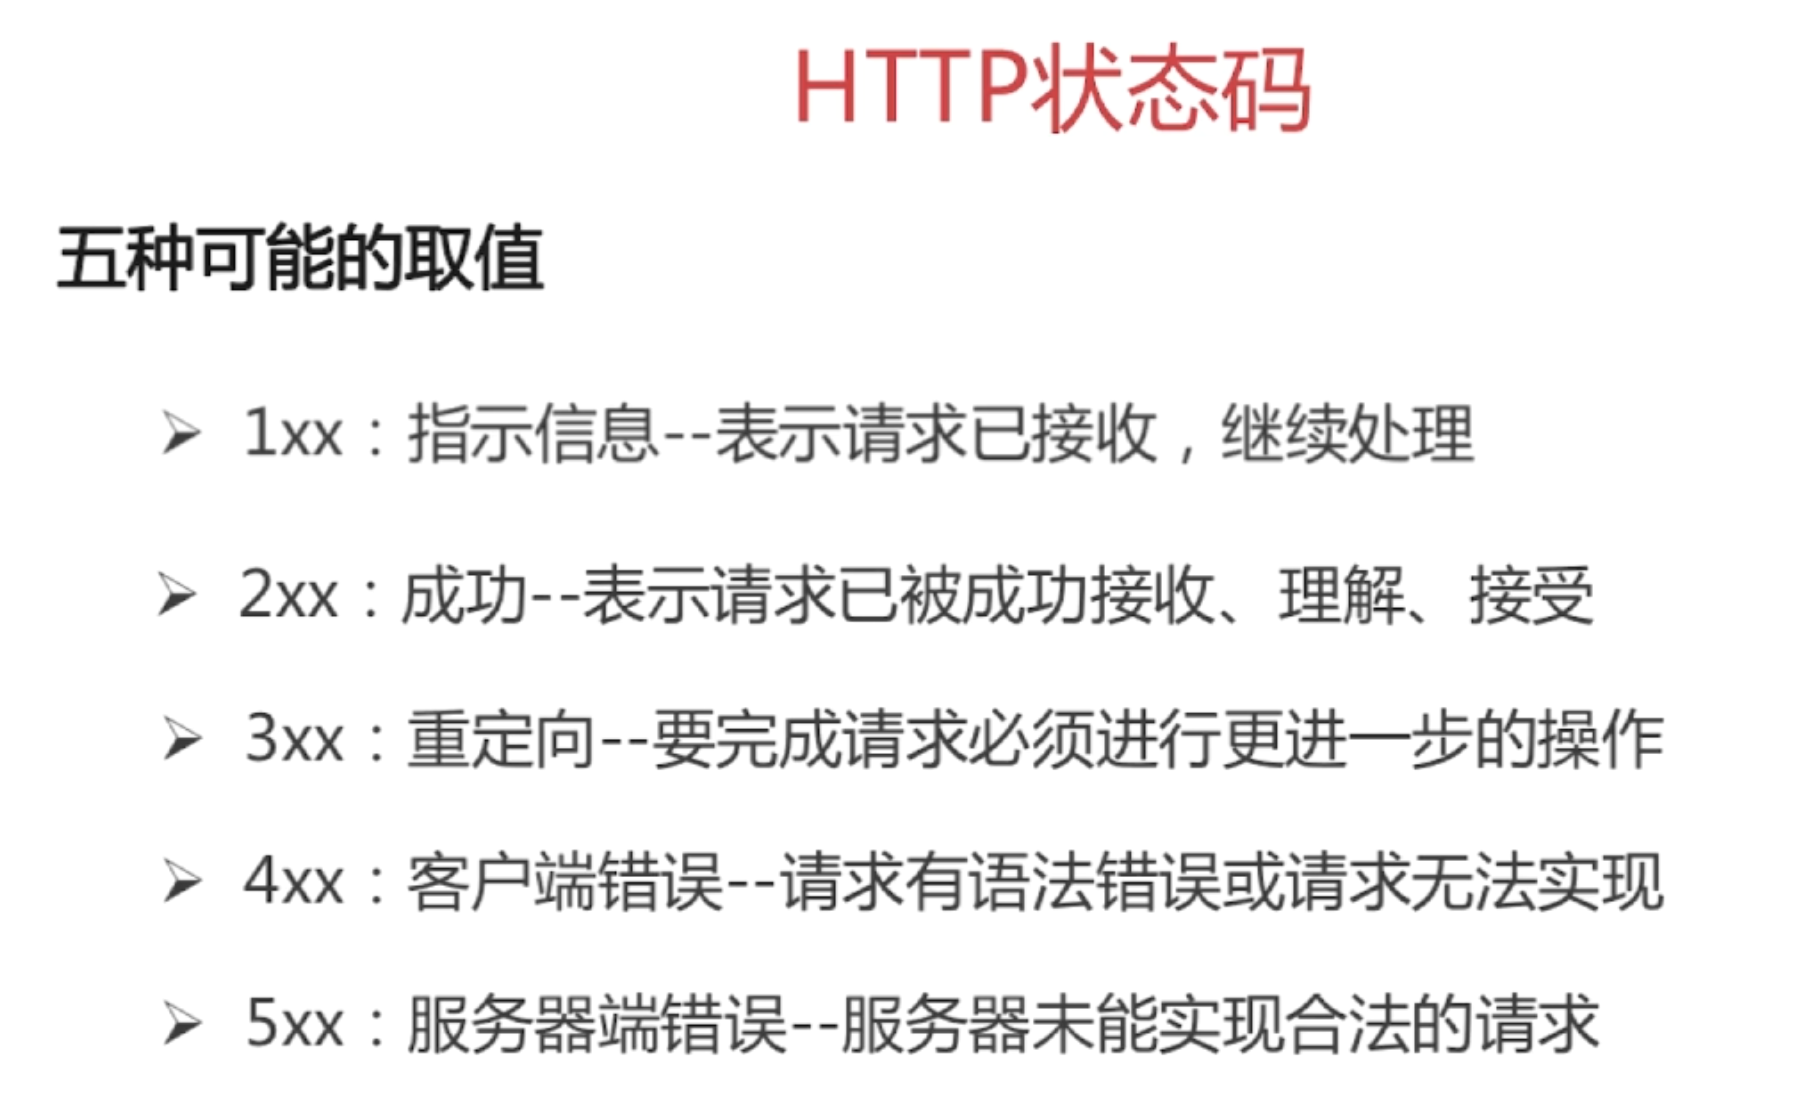 HTTP状态码
五种可能的取值
➢ 1xx：指示信息--表示请求已接收，继续处理
➢ 2xx：成功--表示请求已被成功接收、理解、接受
➢ 3xx：重定向--要完成请求必须进行更进一步的操作
➢ 4xx：客户端错误--请求有语法错误或请求无法实现
➢ 5xx：服务器端错误--服务器未能实现合法的请求